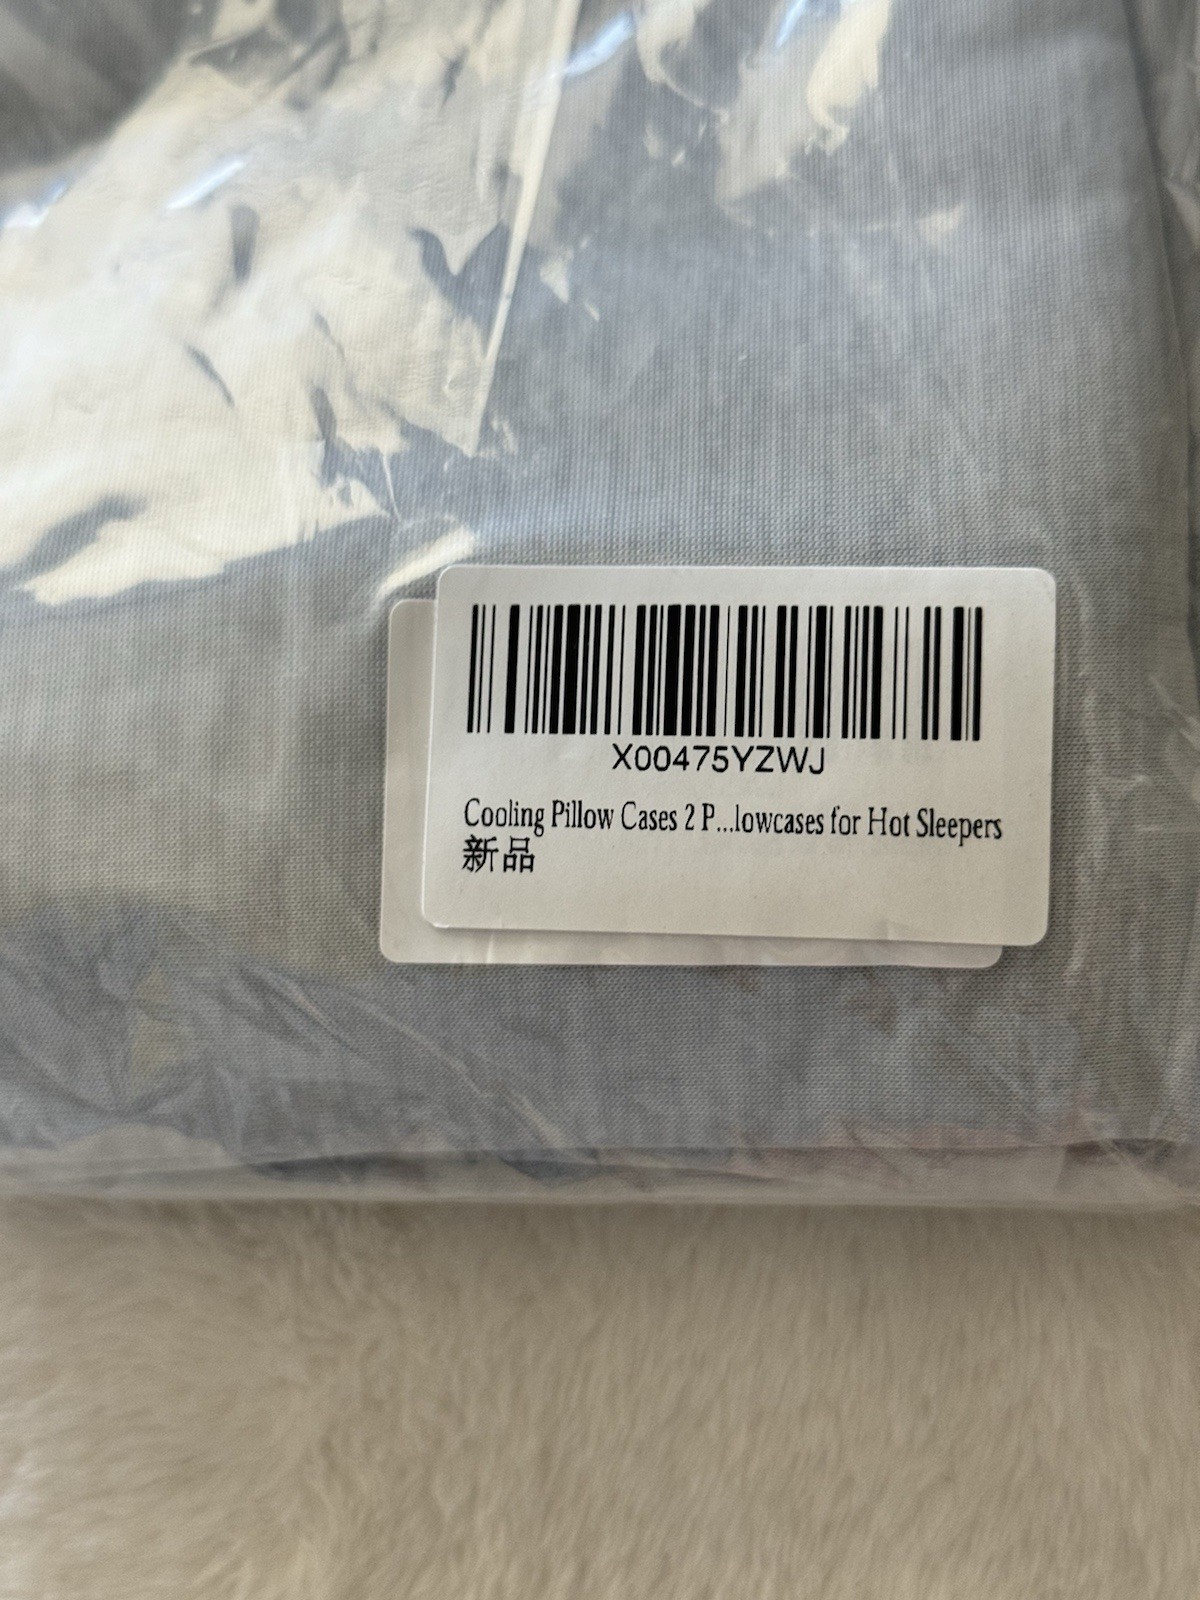 X00475YZWJ
Cooling Pillow Cases 2 P...lowcases for Hot Sleepers
新品